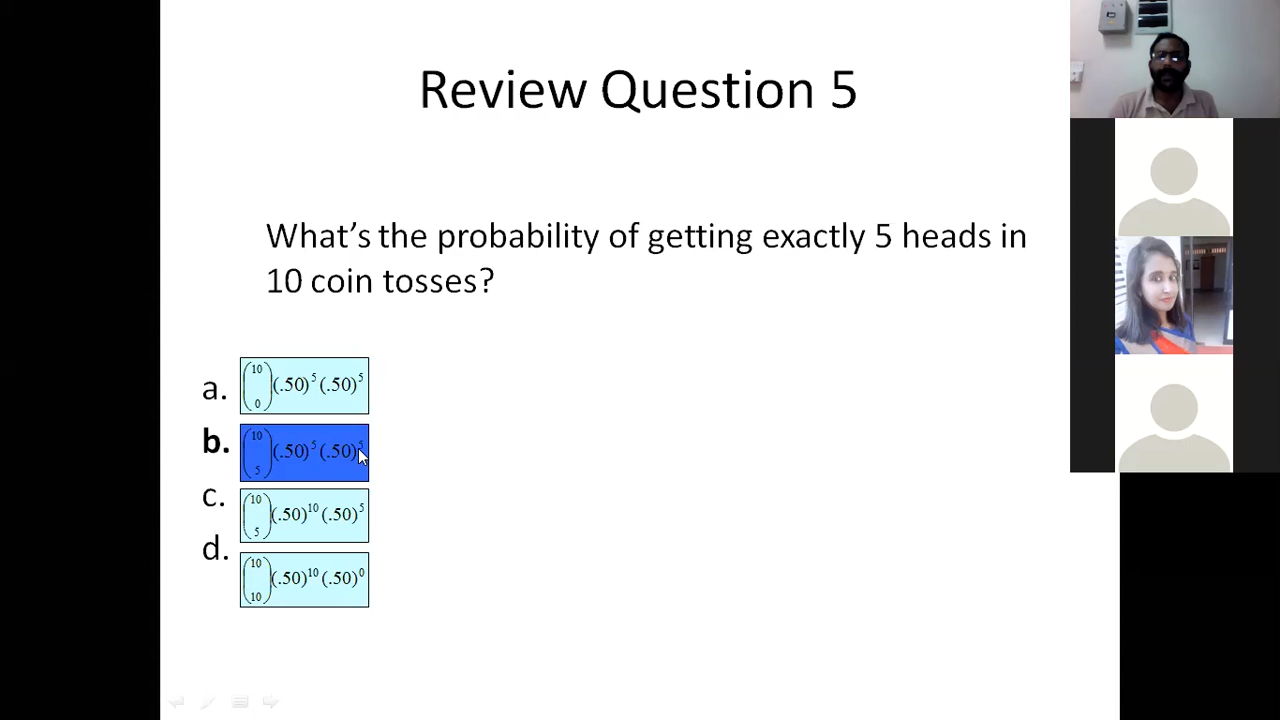 Review Question 5
What's the probability of getting exactly 5 heads in
10 coin tosses?
a. (10 0)(.50)⁵(.50)⁵
b. (10 5)(.50)⁵(.50)⁵
c. (10 5)(.50)¹⁰(.50)⁵
d. (10 10)(.50)¹⁰(.50)⁰